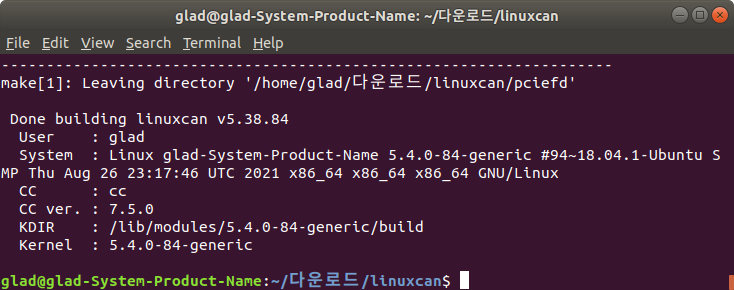 glad@glad-System-Product-Name: ~/다운로드/linuxcan
File Edit View Search Terminal Help
--------------------------------------------------------------------
make[1]: Leaving directory '/home/glad/다운로드/linuxcan/pciefd'
Done building linuxcan v5.38.84
User    : glad
System  : Linux glad-System-Product-Name 5.4.0-84-generic #94~18.04.1-Ubuntu S
MP Thu Aug 26 23:17:46 UTC 2021 x86_64 x86_64 x86_64 GNU/Linux
CC      : cc
CC ver. : 7.5.0
KDIR    : /lib/modules/5.4.0-84-generic/build
Kernel  : 5.4.0-84-generic
glad@glad-System-Product-Name:~/다운로드/linuxcan$